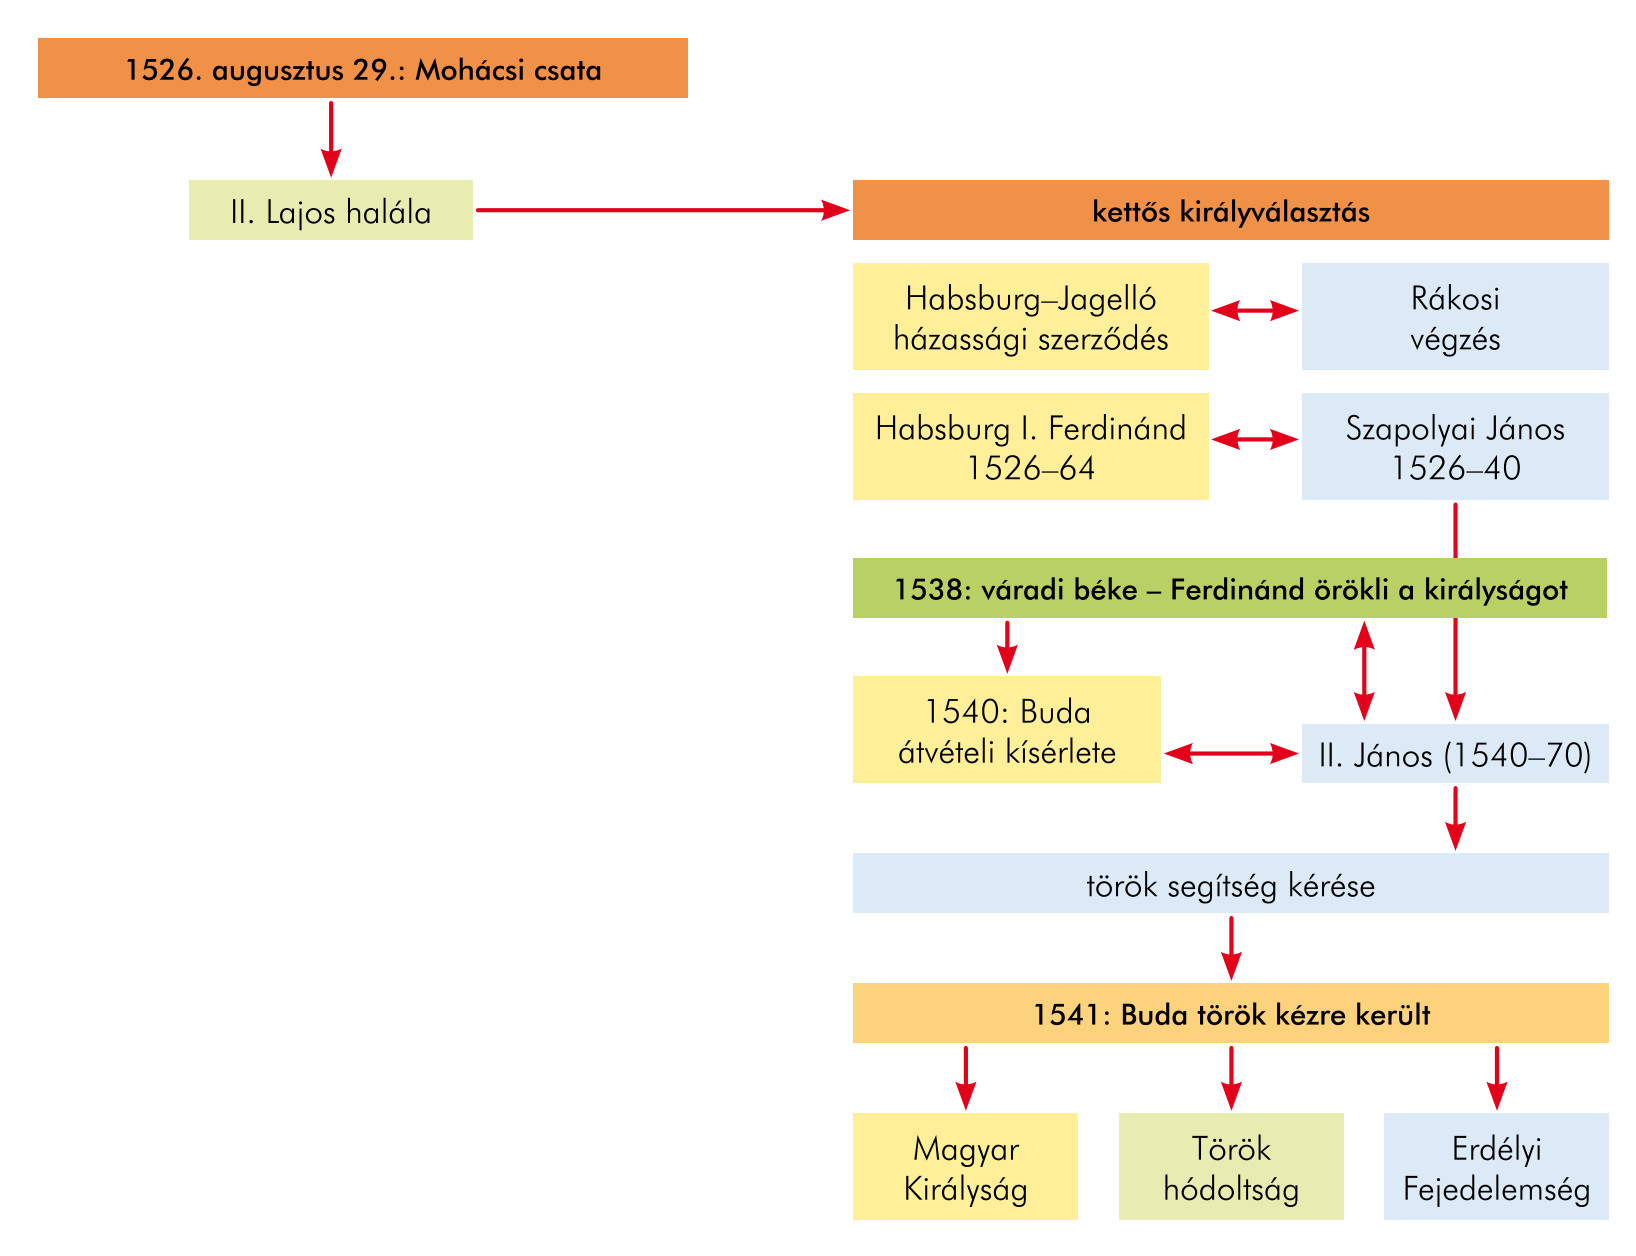 1526. augusztus 29.: Mohácsi csata
II. Lajos halála
kettős királyválasztás
Habsburg–Jagelló
házassági szerződés
Rákosi
végzés
Habsburg I. Ferdinánd
1526–64
Szapolyai János
1526–40
1538: váradi béke – Ferdinánd örökli a királyságot
1540: Buda
átvételi kísérlete
II. János (1540–70)
török segítség kérése
1541: Buda török kézre került
Magyar
Királyság
Török
hódoltság
Erdélyi
Fejedelemség